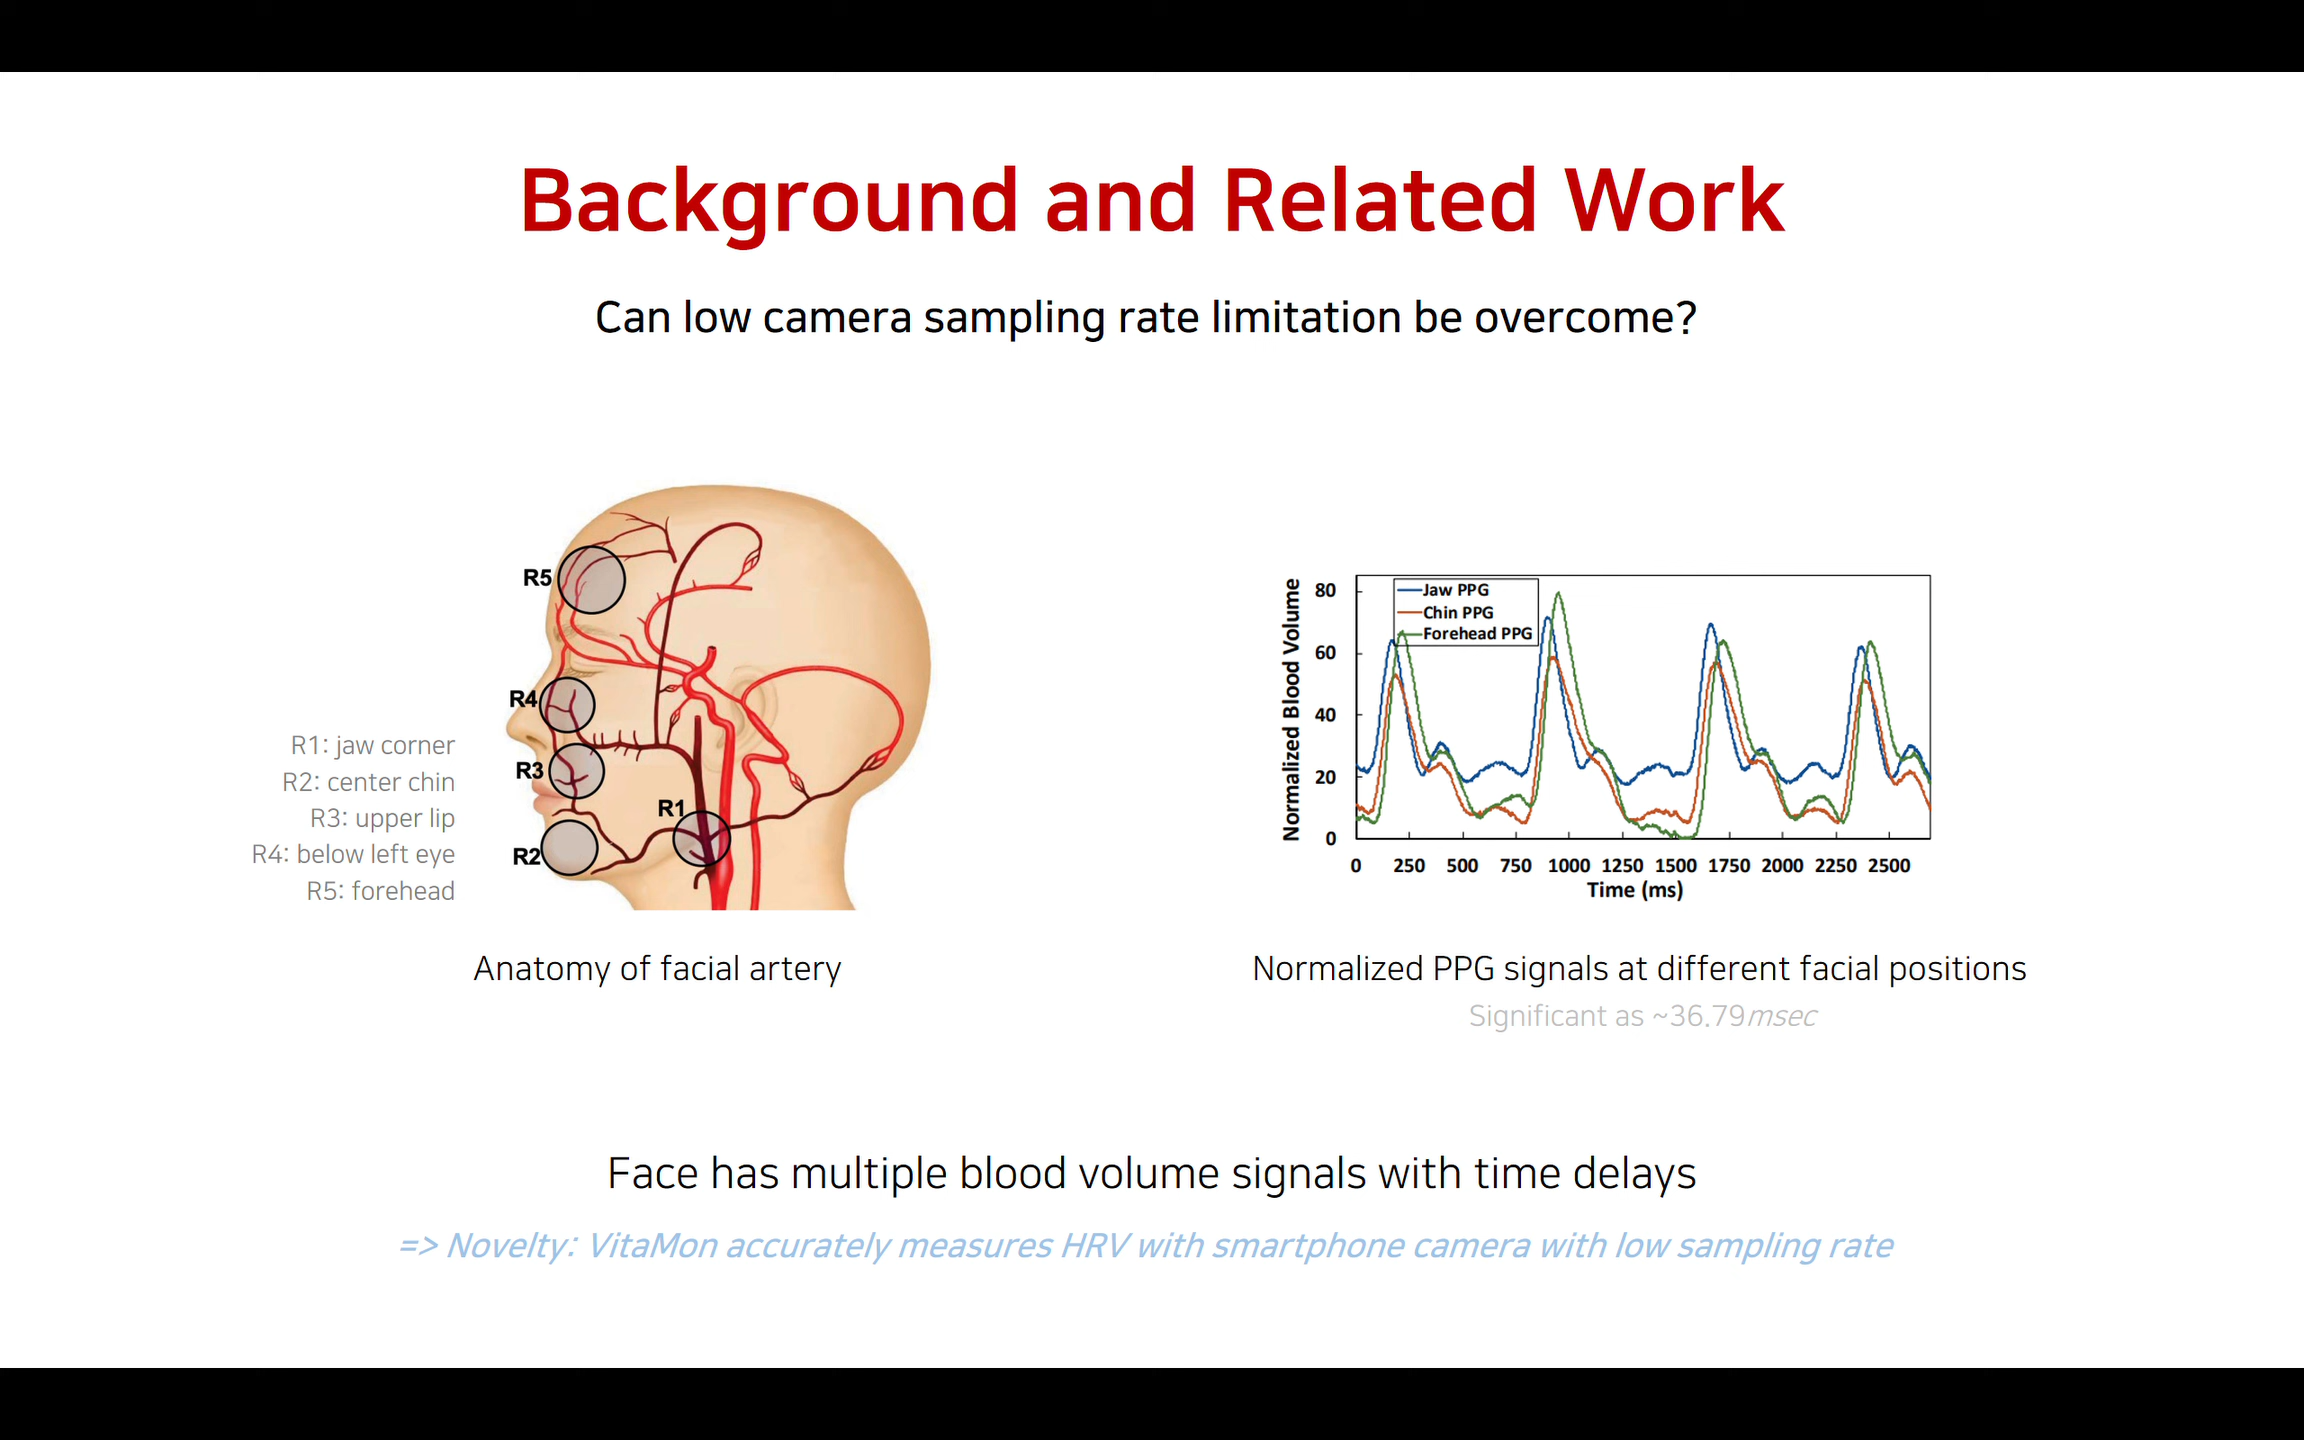 Background and Related Work
Can low camera sampling rate limitation be overcome?
R5
R4
R3
R1
R2
R1: jaw corner
R2: center chin
R3: upper lip
R4: below left eye
R5: forehead
Anatomy of facial artery
Normalized Blood Volume
80
60
40
20
0
Jaw PPG
Chin PPG
Forehead PPG
0 250 500 750 1000 1250 1500 1750 2000 2250 2500
Time (ms)
Normalized PPG signals at different facial positions
Significant as ~36.79msec
Face has multiple blood volume signals with time delays
=> Novelty: VitaMon accurately measures HRV with smartphone camera with low sampling rate